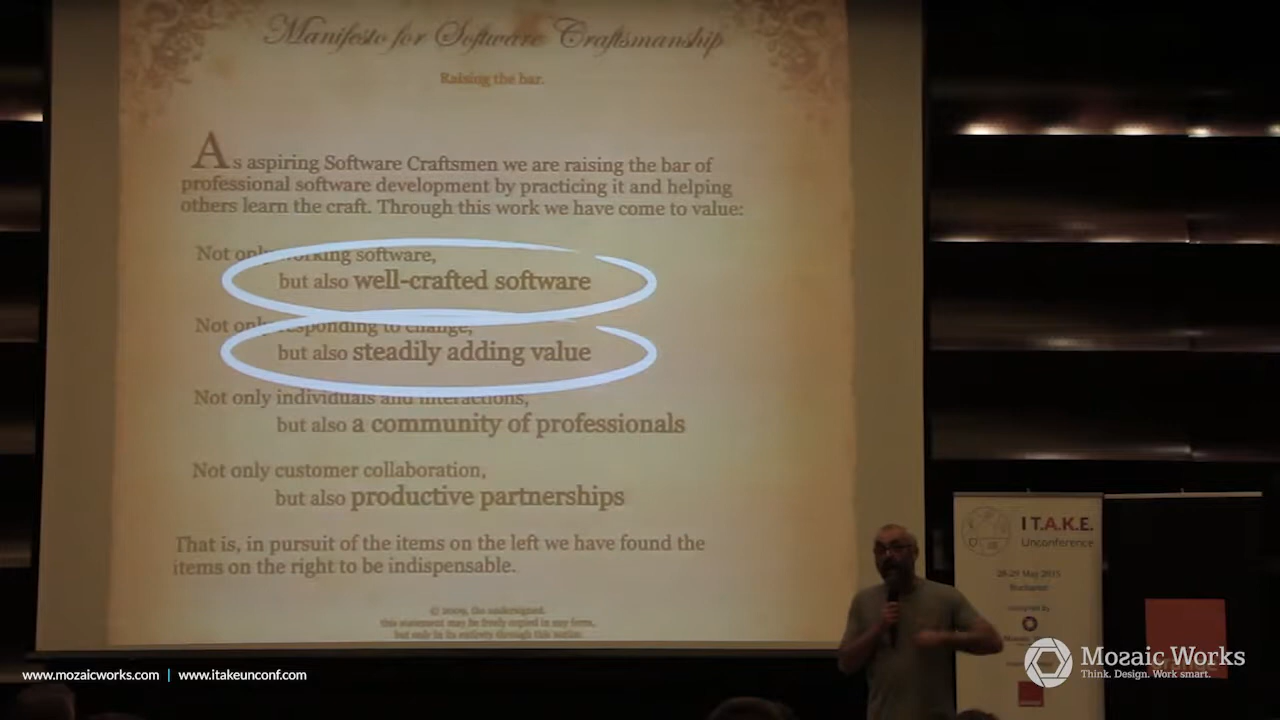 Manifesto for Software Craftsmanship
Raising the bar.
As aspiring Software Craftsmen we are raising the bar of
professional software development by practicing it and helping
others learn the craft. Through this work we have come to value:
Not only working software,
but also well-crafted software
Not only responding to change,
but also steadily adding value
Not only individuals and interactions,
but also a community of professionals
Not only customer collaboration,
but also productive partnerships
That is, in pursuit of the items on the left we have found the
items on the right to be indispensable.
© 2009, the undersigned.
this statement may be freely copied in any form,
but only in its entirety through this notice.
I T.A.K.E.
Unconference
28-29 May 2015
Bucharest
Mozaic Works
Think. Design. Work smart.
www.mozaicworks.com | www.itakeunconf.com